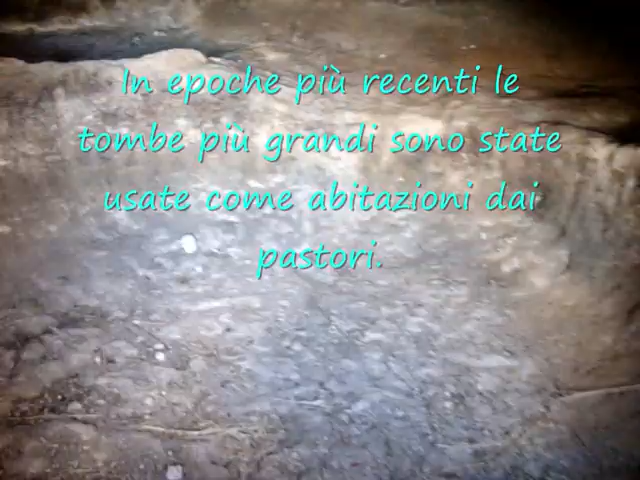 In epoche più recenti le
tombe più grandi sono state
usate come abitazioni dai
pastori.